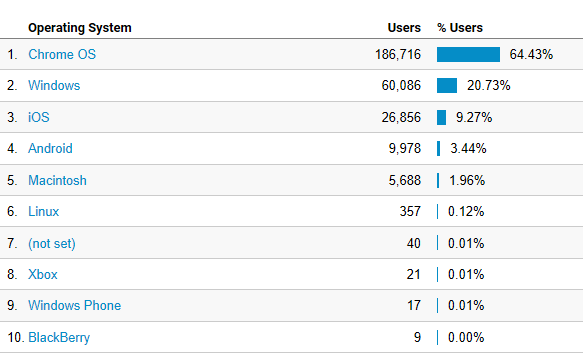 Operating System Users % Users
1. Chrome OS 186,716 64.43%
2. Windows 60,086 20.73%
3. iOS 26,856 9.27%
4. Android 9,978 3.44%
5. Macintosh 5,688 1.96%
6. Linux 357 0.12%
7. (not set) 40 0.01%
8. Xbox 21 0.01%
9. Windows Phone 17 0.01%
10. BlackBerry 9 0.00%